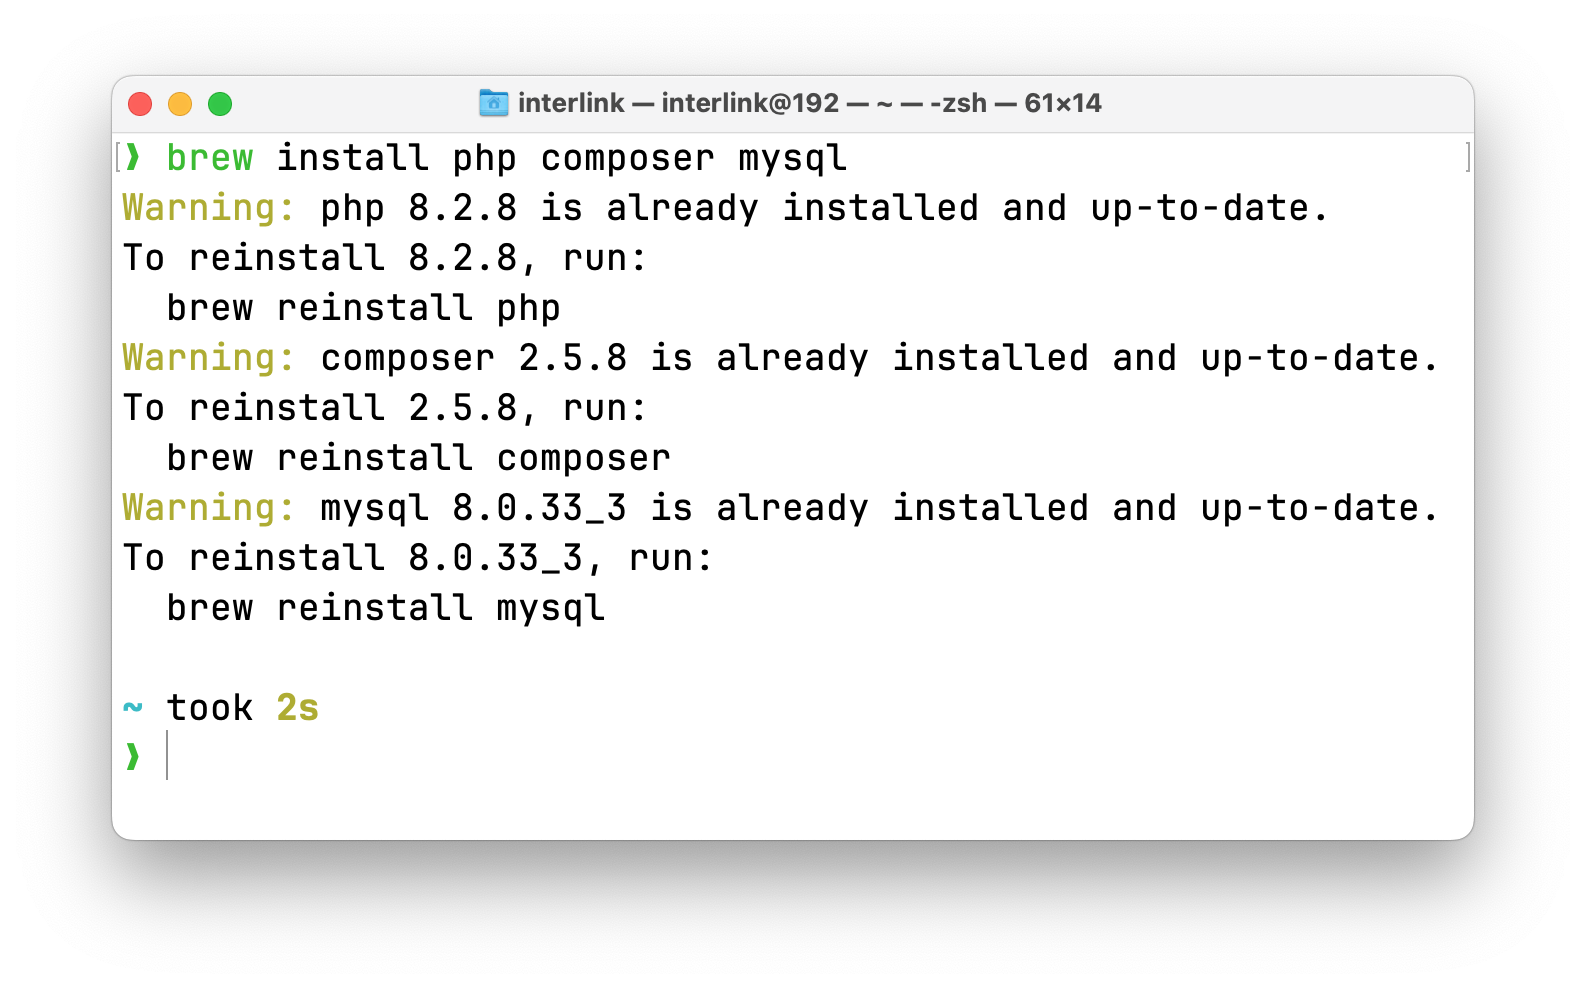 interlink — interlink@192 — ~ — -zsh — 61×14
[❯ brew install php composer mysql ]
Warning: php 8.2.8 is already installed and up-to-date.
To reinstall 8.2.8, run:
  brew reinstall php
Warning: composer 2.5.8 is already installed and up-to-date.
To reinstall 2.5.8, run:
  brew reinstall composer
Warning: mysql 8.0.33_3 is already installed and up-to-date.
To reinstall 8.0.33_3, run:
  brew reinstall mysql
~ took 2s
❯